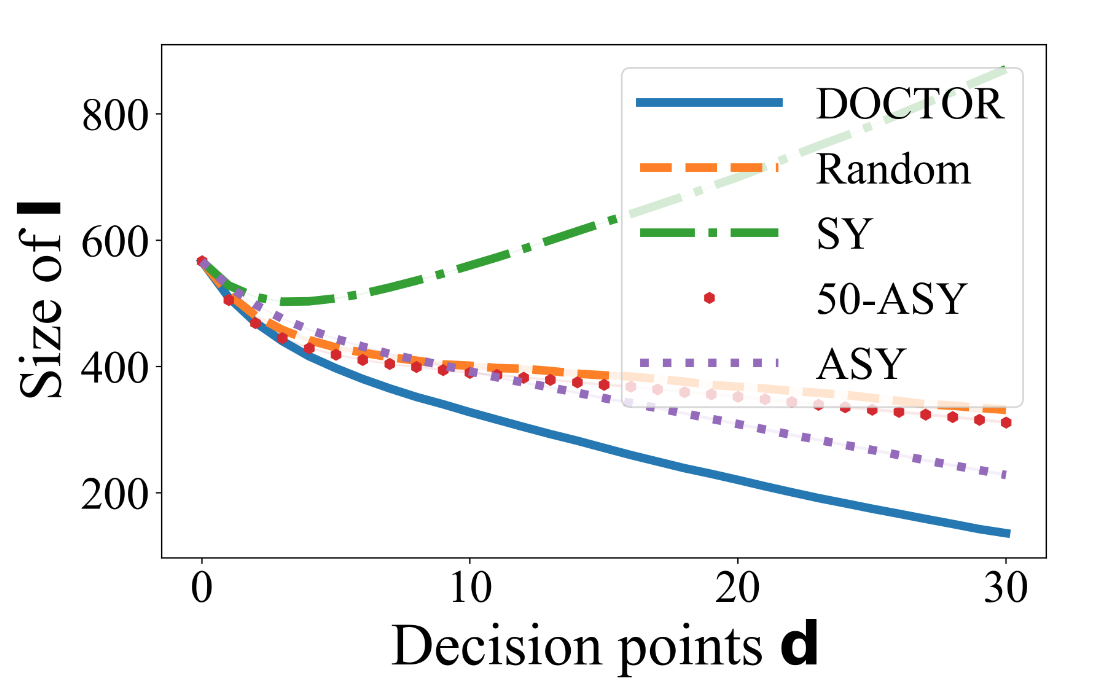 Size of I
800
600
400
200
0
10
20
30
Decision points d
DOCTOR
Random
SY
50-ASY
ASY